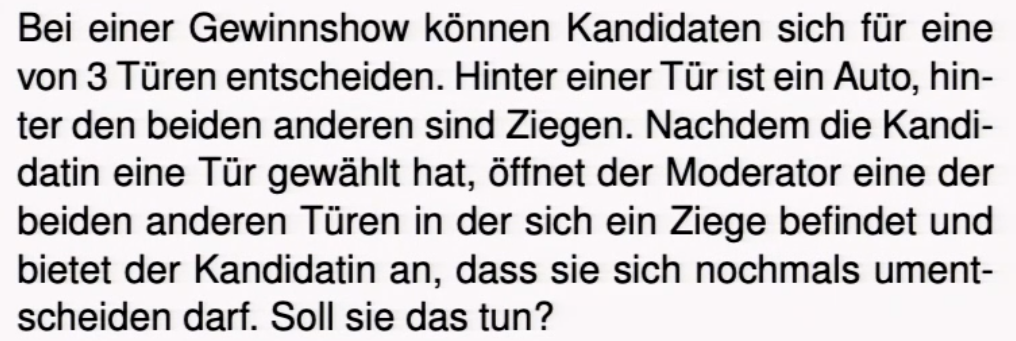 Bei einer Gewinnshow können Kandidaten sich für eine
von 3 Türen entscheiden. Hinter einer Tür ist ein Auto, hin-
ter den beiden anderen sind Ziegen. Nachdem die Kandi-
datin eine Tür gewählt hat, öffnet der Moderator eine der
beiden anderen Türen in der sich ein Ziege befindet und
bietet der Kandidatin an, dass sie sich nochmals ument-
scheiden darf. Soll sie das tun?